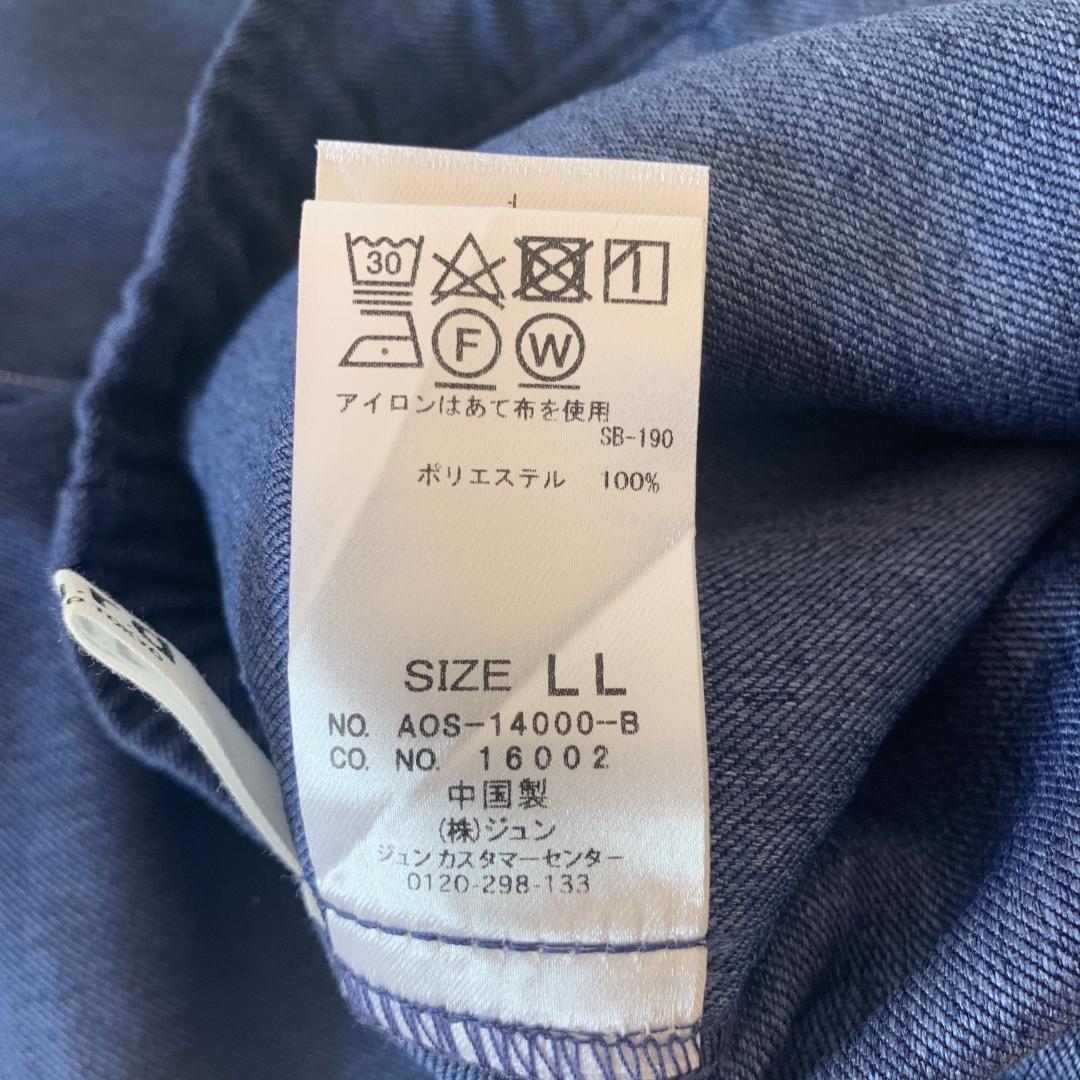 30
F W
アイロンはあて布を使用
SB-190
ポリエステル 100%
SIZE LL
NO. AOS-14000-B
CO. NO. 16002
中国製
(株)ジュン
ジュンカスタマーセンター
0120-298-133
TOKYO